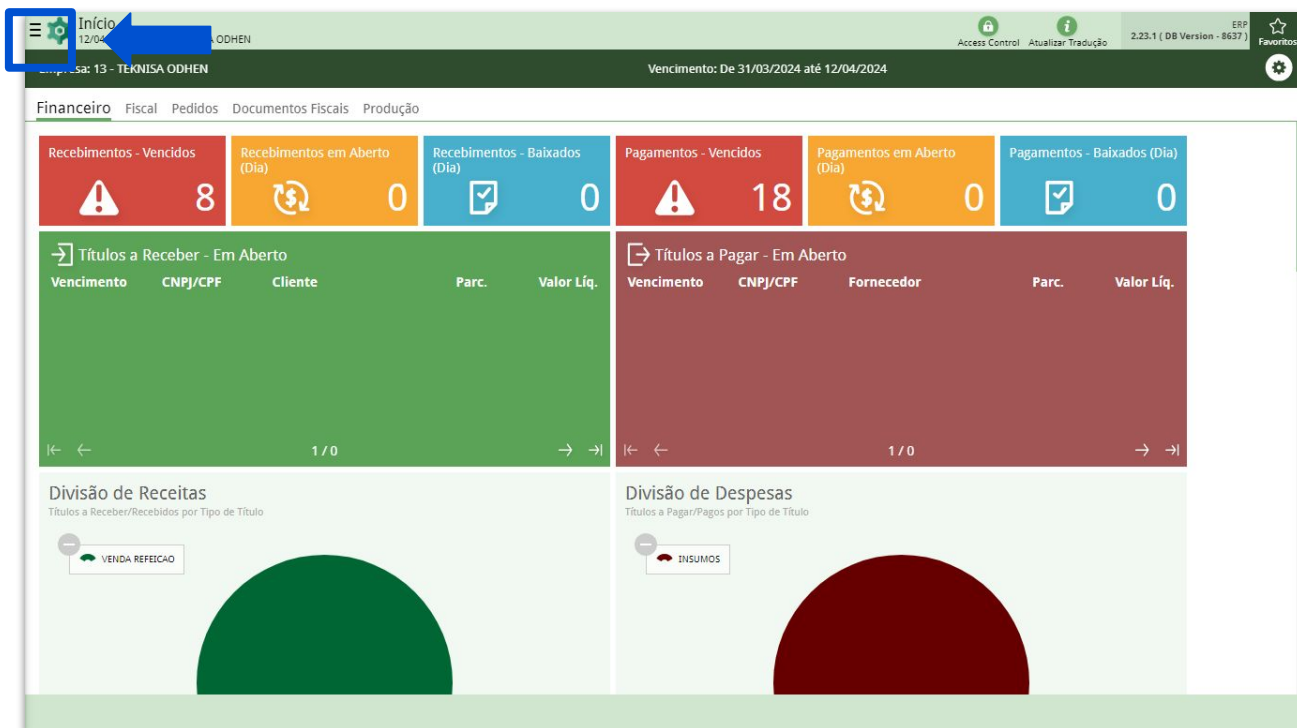 Início
12/04
ODHEN
Access Control
Atualizar Tradução
ERP
2.23.1 ( DB Version - 8637 )
Favoritos
Empresa: 13 - TEKNISA ODHEN
Vencimento: De 31/03/2024 até 12/04/2024
Financeiro Fiscal Pedidos Documentos Fiscais Produção
Recebimentos - Vencidos
8
Recebimentos em Aberto
(Dia)
0
Recebimentos - Baixados
(Dia)
0
Pagamentos - Vencidos
18
Pagamentos em Aberto
(Dia)
0
Pagamentos - Baixados (Dia)
0
Títulos a Receber - Em Aberto
Vencimento CNPJ/CPF Cliente Parc. Valor Líq.
1 / 0
Títulos a Pagar - Em Aberto
Vencimento CNPJ/CPF Fornecedor Parc. Valor Líq.
1 / 0
Divisão de Receitas
Títulos a Receber/Recebidos por Tipo de Título
VENDA REFEICAO
Divisão de Despesas
Títulos a Pagar/Pagos por Tipo de Título
INSUMOS